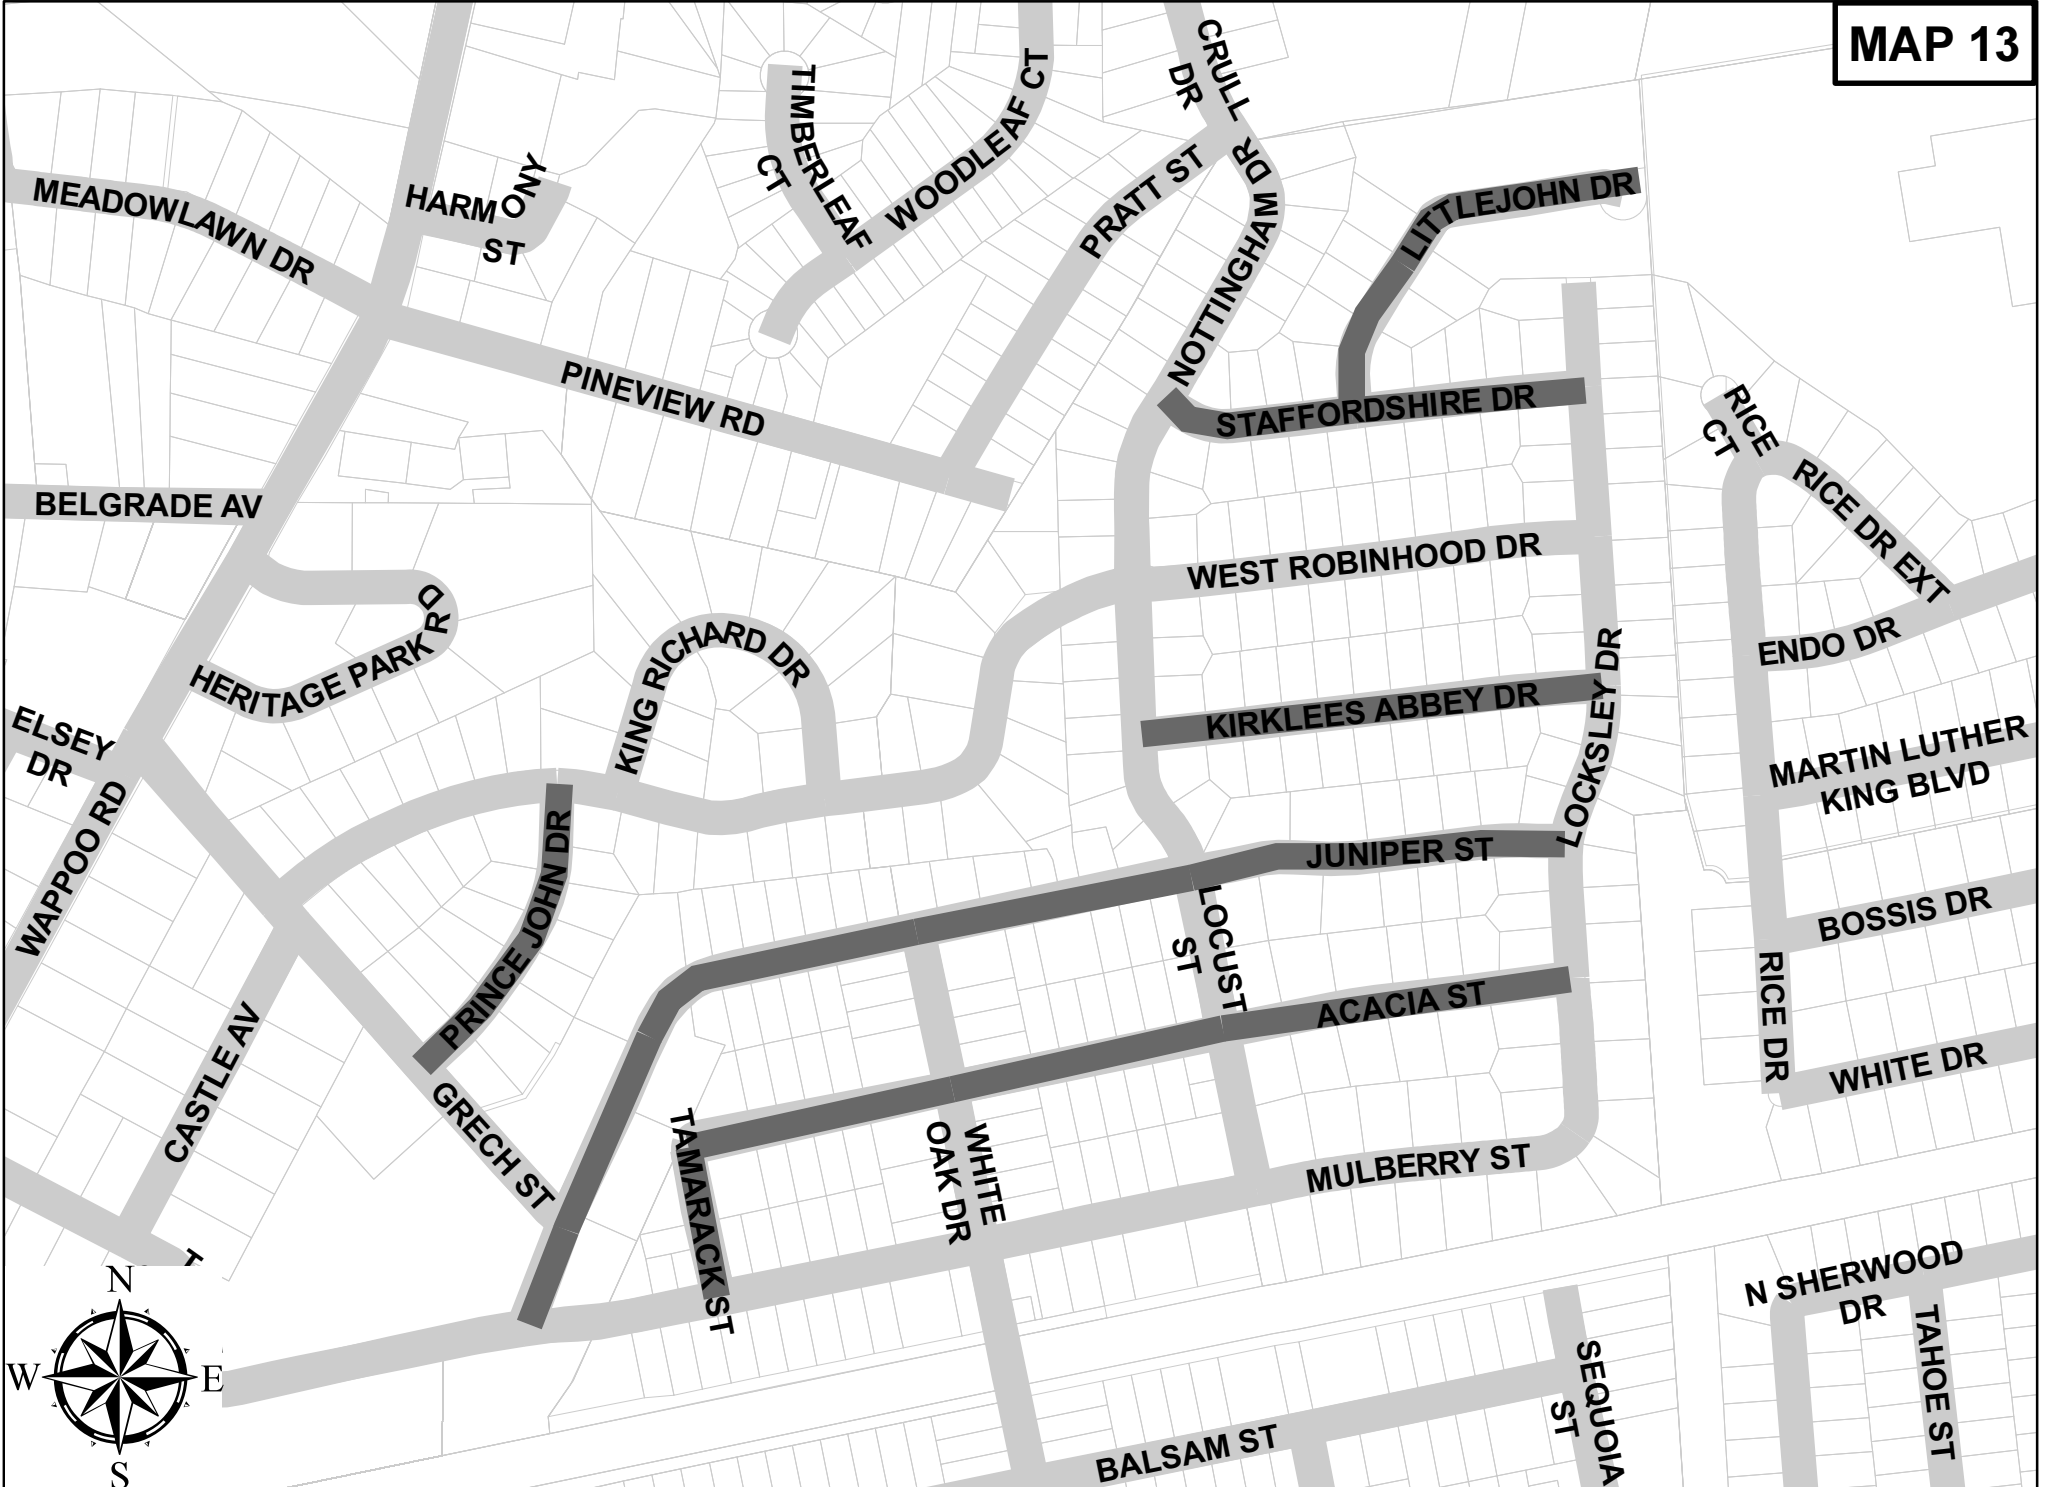 MAP 13
CRULL
DR
TIMBERLEAF
CT
WOODLEAF CT
HARMONY
ST
MEADOWLAWN DR
PRATT ST
NOTTINGHAM DR
LITTLEJOHN DR
PINEVIEW RD
STAFFORDSHIRE DR
RICE
CT
RICE DR EXT
BELGRADE AV
WEST ROBINHOOD DR
HERITAGE PARK RD
KING RICHARD DR
ENDO DR
KIRKLEES ABBEY DR
LOCKSLEY DR
ELSEY
DR
MARTIN LUTHER
KING BLVD
WAPPOO RD
PRINCE JOHN DR
JUNIPER ST
BOSSIS DR
LOCUST
ST
ACACIA ST
RICE DR
CASTLE AV
GRECH ST
WHITE DR
TAMARACK ST
WHITE
OAK DR
MULBERRY ST
T
N SHERWOOD
DR
TAHOE ST
SEQUOIA
ST
BALSAM ST
N
W
E
S